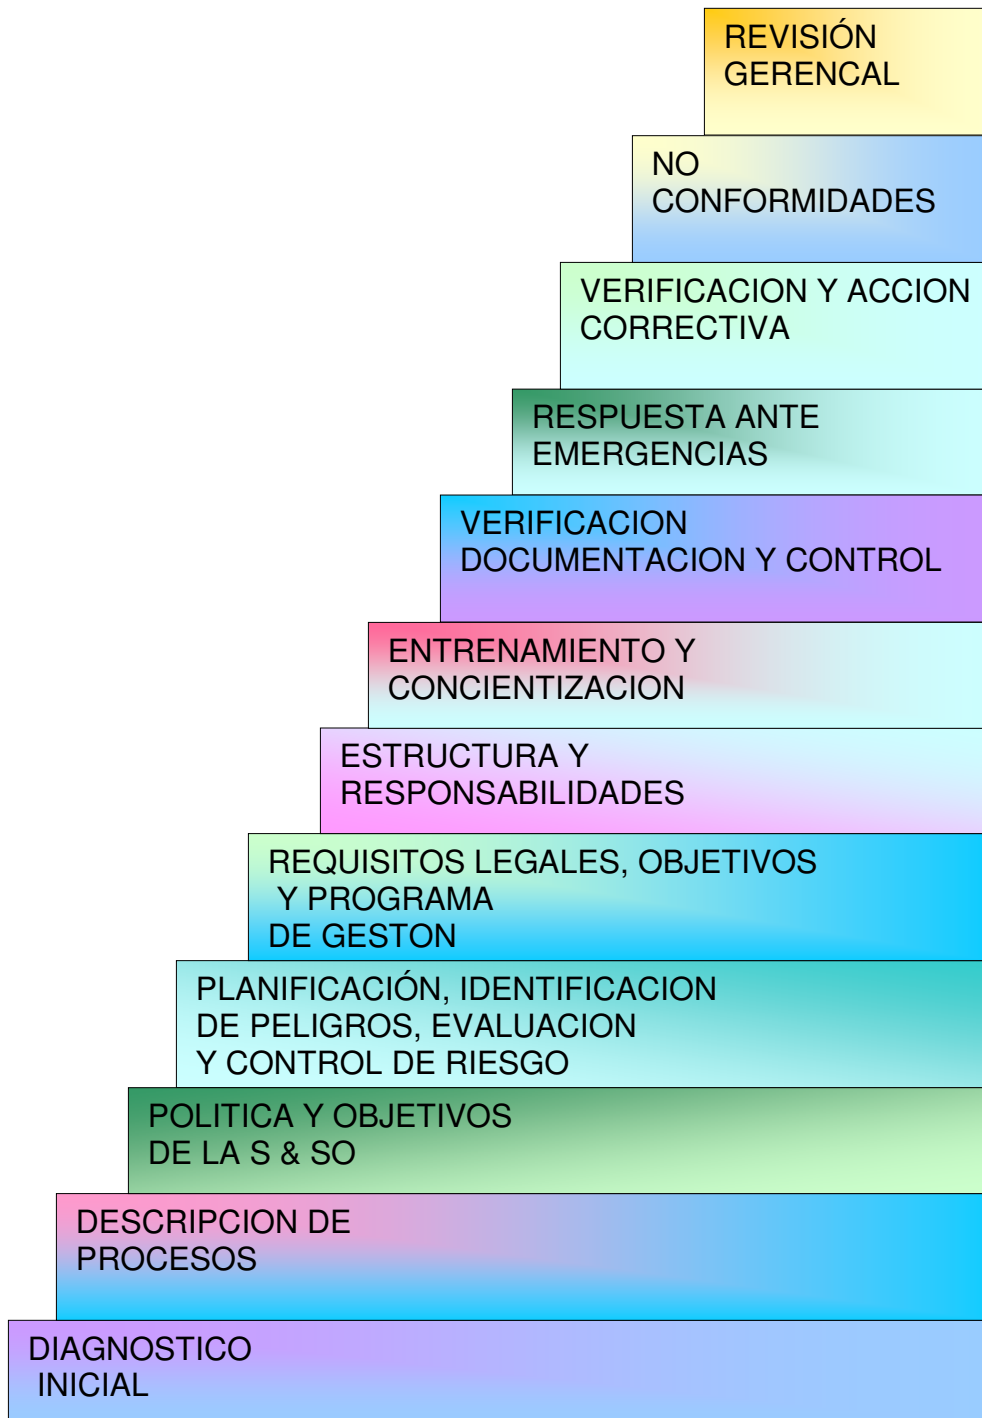 REVISIÓN
GERENCAL
NO
CONFORMIDADES
VERIFICACION Y ACCION
CORRECTIVA
RESPUESTA ANTE
EMERGENCIAS
VERIFICACION
DOCUMENTACION Y CONTROL
ENTRENAMIENTO Y
CONCIENTIZACION
ESTRUCTURA Y
RESPONSABILIDADES
REQUISITOS LEGALES, OBJETIVOS
Y PROGRAMA
DE GESTON
PLANIFICACIÓN, IDENTIFICACION
DE PELIGROS, EVALUACION
Y CONTROL DE RIESGO
POLITICA Y OBJETIVOS
DE LA S & SO
DESCRIPCION DE
PROCESOS
DIAGNOSTICO
INICIAL